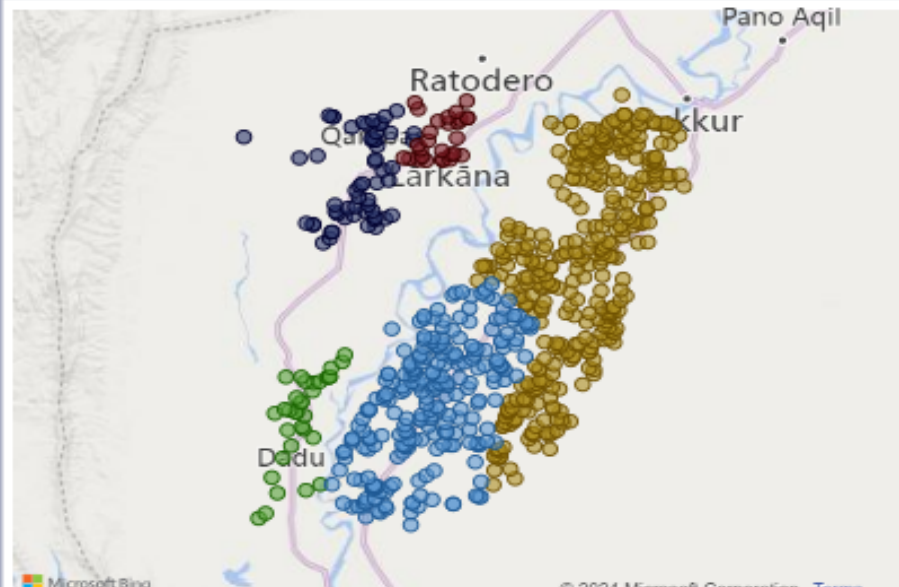 Pano Aqil
Ratodero
kkur
Larkāna
Dadu
Microsoft Bing
© 2024 Microsoft Corporation Terms